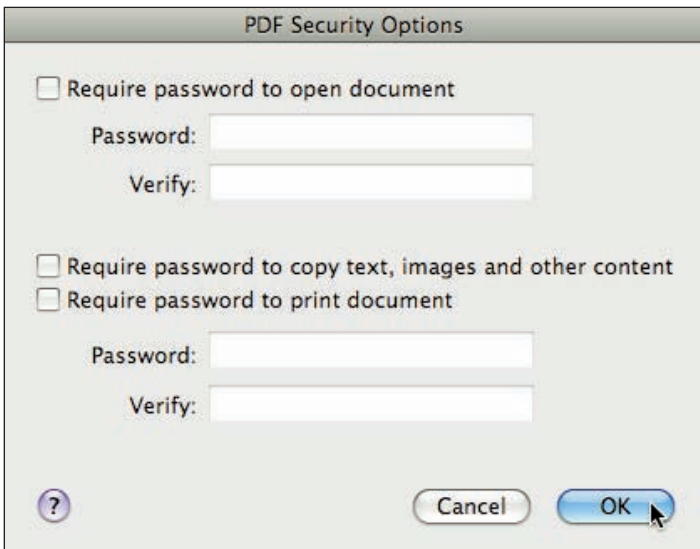 PDF Security Options
Require password to open document
Password:
Verify:
Require password to copy text, images and other content
Require password to print document
Password:
Verify:
?
Cancel
OK